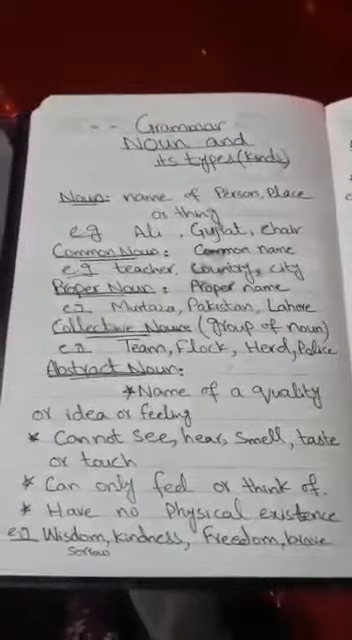 Grammar
Noun and
its types (kinds)
Noun: name of Person, Place
or thing
e.g Ali, Gujrat, chair
Common Noun: Common name
e.g teacher, Country, city
Proper Noun: Proper name
e.g Murtaza, Pakistan, Lahore
Collective Noun: (group of noun)
e.g Team, Flock, Herd, Police
Abstract Noun:
* Name of a quality
or idea or feeling
* Cannot see, hear, smell, taste
or touch
* Can only feel or think of.
* Have no Physical existence
e.g Wisdom, kindness, Freedom, brave
sorrow